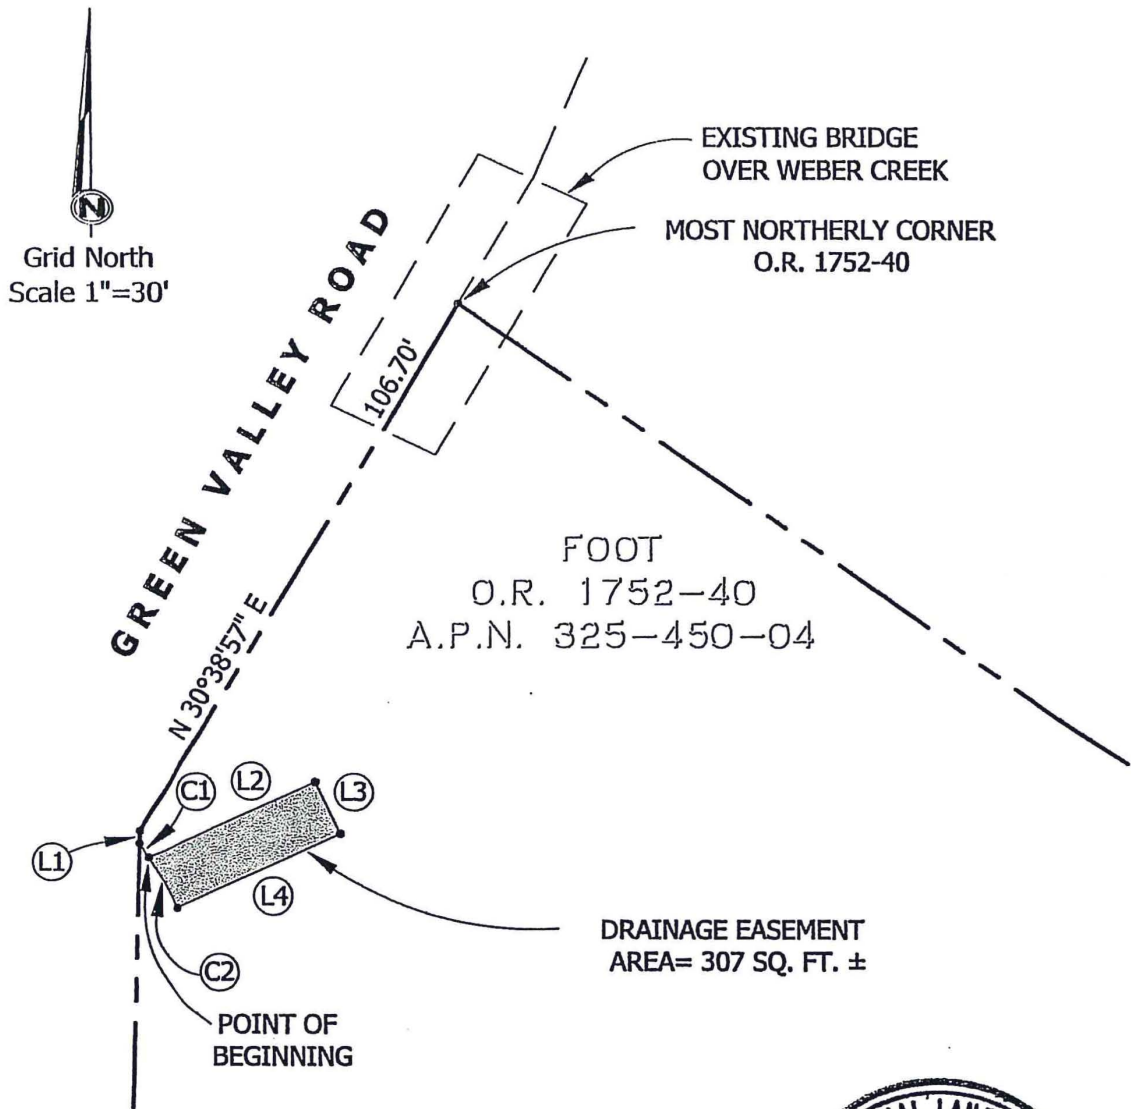 EXISTING BRIDGE
OVER WEBER CREEK
MOST NORTHERLY CORNER
O.R. 1752-40
N
Grid North
Scale 1"=30'
GREEN VALLEY ROAD
106.70'
FOOT
O.R. 1752-40
A.P.N. 325-450-04
N 30°38'57" E
L2
C1
L3
L1
L4
DRAINAGE EASEMENT
AREA= 307 SQ. FT. ±
C2
POINT OF
BEGINNING
LAND